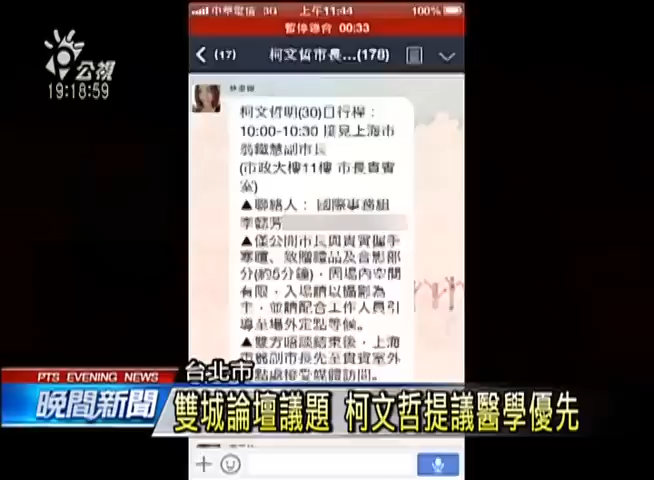 中華電信 3G 上午11:44 100%
暫停錄音 00:33
(17) 柯文哲市長...(178)
公視
19:18:59
柯文哲明(30)日行程：
10:00-10:30 接見上海市
翁鐵慧副市長
(市政大樓11樓 市長貴賓
室)
▲聯絡人： 國際事務組
▲僅公開市長與貴賓握手
寒暄、致贈禮品及合影部
分(約5分鐘)，因場內空間
有限，入場請以攝影為
主，並請配合工作人員引
導至場外定點等候。
▲雙方晤談結束後，上海
市翁副市長先至貴賓室外
點處接受媒體訪問。
台北市
PTS EVENING NEWS
晚間新聞
雙城論壇議題 柯文哲提議醫學優先